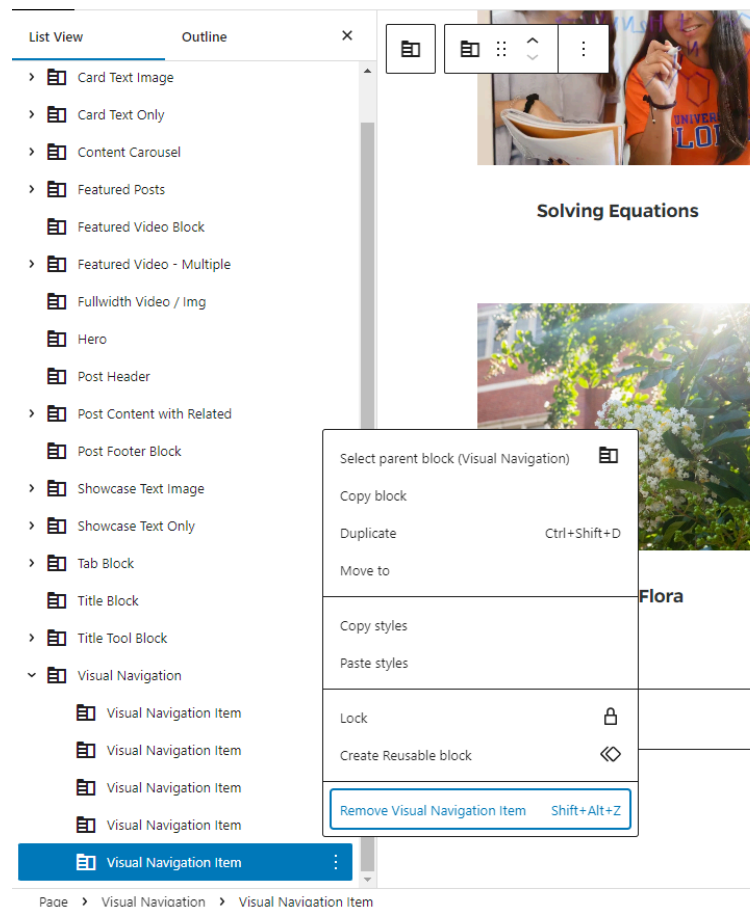 List View
Outline
Card Text Image
Card Text Only
Content Carousel
Featured Posts
Featured Video Block
Featured Video - Multiple
Fullwidth Video / Img
Hero
Post Header
Post Content with Related
Post Footer Block
Showcase Text Image
Showcase Text Only
Tab Block
Title Block
Title Tool Block
Visual Navigation
Visual Navigation Item
Visual Navigation Item
Visual Navigation Item
Visual Navigation Item
Visual Navigation Item
Page > Visual Navigation > Visual Navigation Item
Select parent block (Visual Navigation)
Copy block
Duplicate Ctrl+Shift+D
Move to
Copy styles
Paste styles
Lock
Create Reusable block
Remove Visual Navigation Item Shift+Alt+Z
Solving Equations
Flora